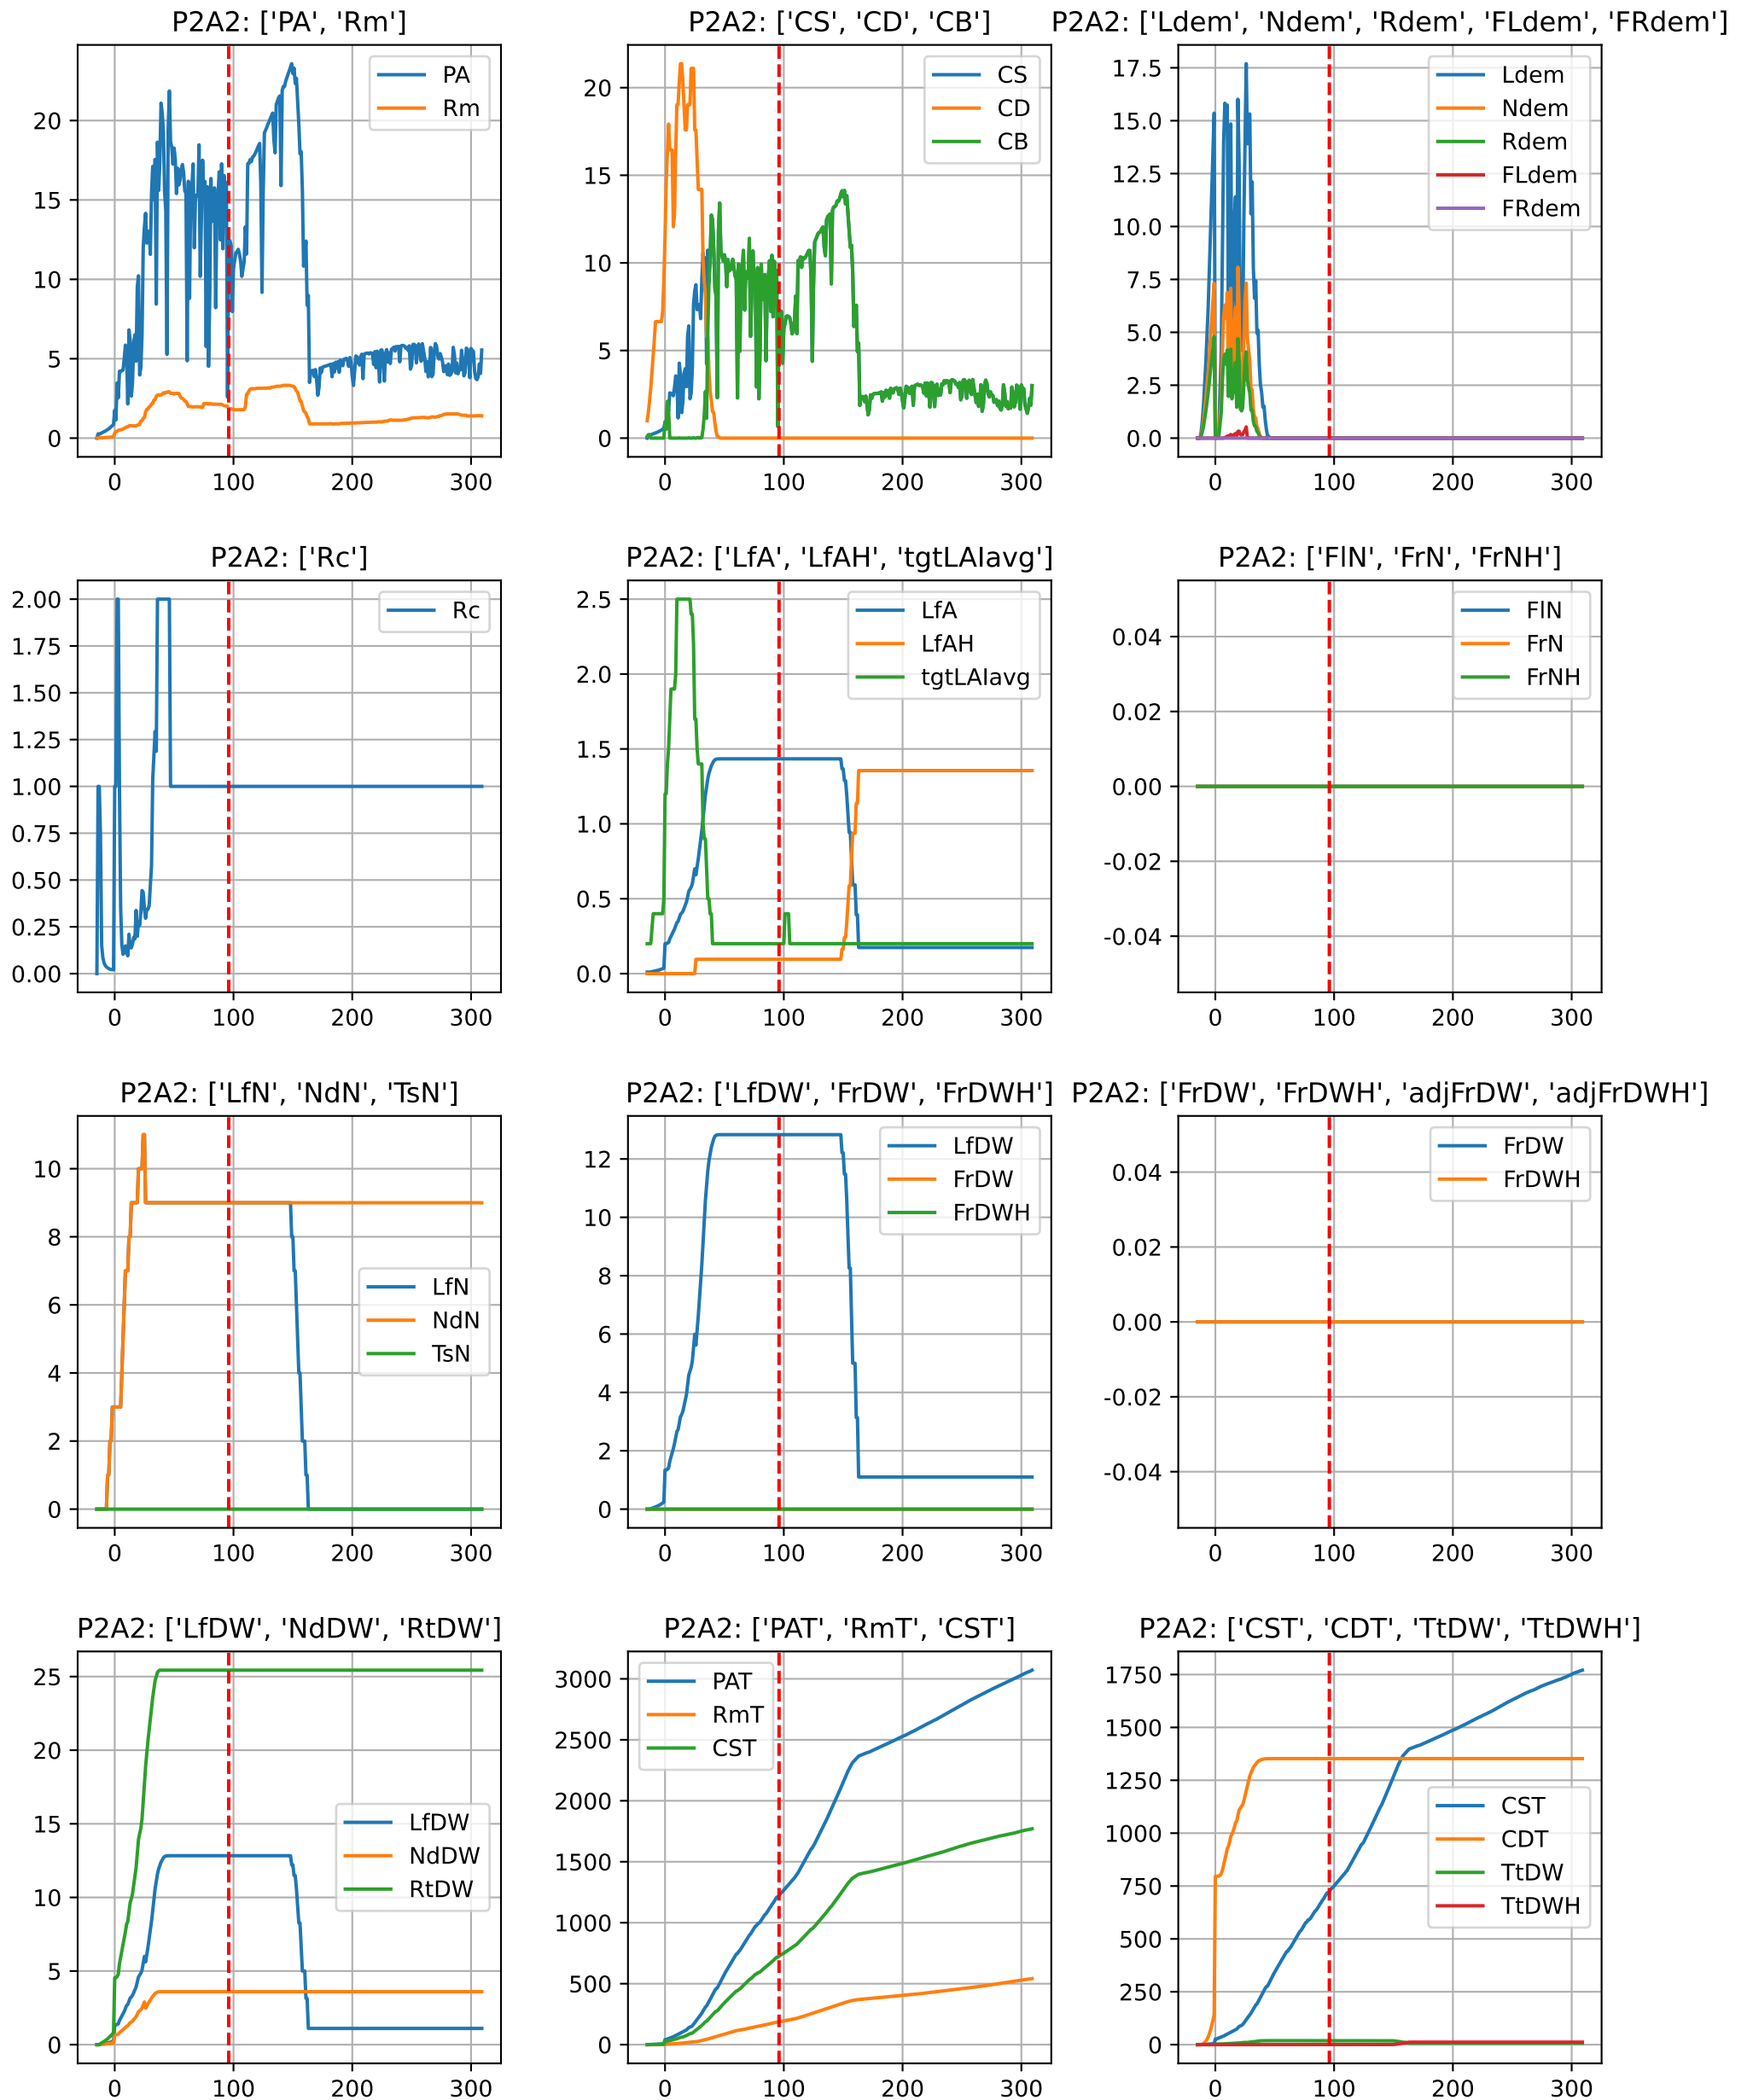 P2A2: ['PA', 'Rm']
PA
Rm
20
15
10
5
0
0 100 200 300
P2A2: ['CS', 'CD', 'CB']
CS
CD
CB
20
15
10
5
0
0 100 200 300
P2A2: ['Ldem', 'Ndem', 'Rdem', 'FLdem', 'FRdem']
Ldem
Ndem
Rdem
FLdem
FRdem
17.5
15.0
12.5
10.0
7.5
5.0
2.5
0.0
0 100 200 300
P2A2: ['Rc']
Rc
2.00
1.75
1.50
1.25
1.00
0.75
0.50
0.25
0.00
0 100 200 300
P2A2: ['LfA', 'LfAH', 'tgtLAIavg']
LfA
LfAH
tgtLAIavg
2.5
2.0
1.5
1.0
0.5
0.0
0 100 200 300
P2A2: ['FlN', 'FrN', 'FrNH']
FlN
FrN
FrNH
0.04
0.02
0.00
-0.02
-0.04
0 100 200 300
P2A2: ['LfN', 'NdN', 'TsN']
LfN
NdN
TsN
10
8
6
4
2
0
0 100 200 300
P2A2: ['LfDW', 'FrDW', 'FrDWH']
LfDW
FrDW
FrDWH
12
10
8
6
4
2
0
0 100 200 300
P2A2: ['FrDW', 'FrDWH', 'adjFrDW', 'adjFrDWH']
FrDW
FrDWH
0.04
0.02
0.00
-0.02
-0.04
0 100 200 300
P2A2: ['LfDW', 'NdDW', 'RtDW']
LfDW
NdDW
RtDW
25
20
15
10
5
0
0 100 200 300
P2A2: ['PAT', 'RmT', 'CST']
PAT
RmT
CST
3000
2500
2000
1500
1000
500
0
0 100 200 300
P2A2: ['CST', 'CDT', 'TtDW', 'TtDWH']
CST
CDT
TtDW
TtDWH
1750
1500
1250
1000
750
500
250
0
0 100 200 300